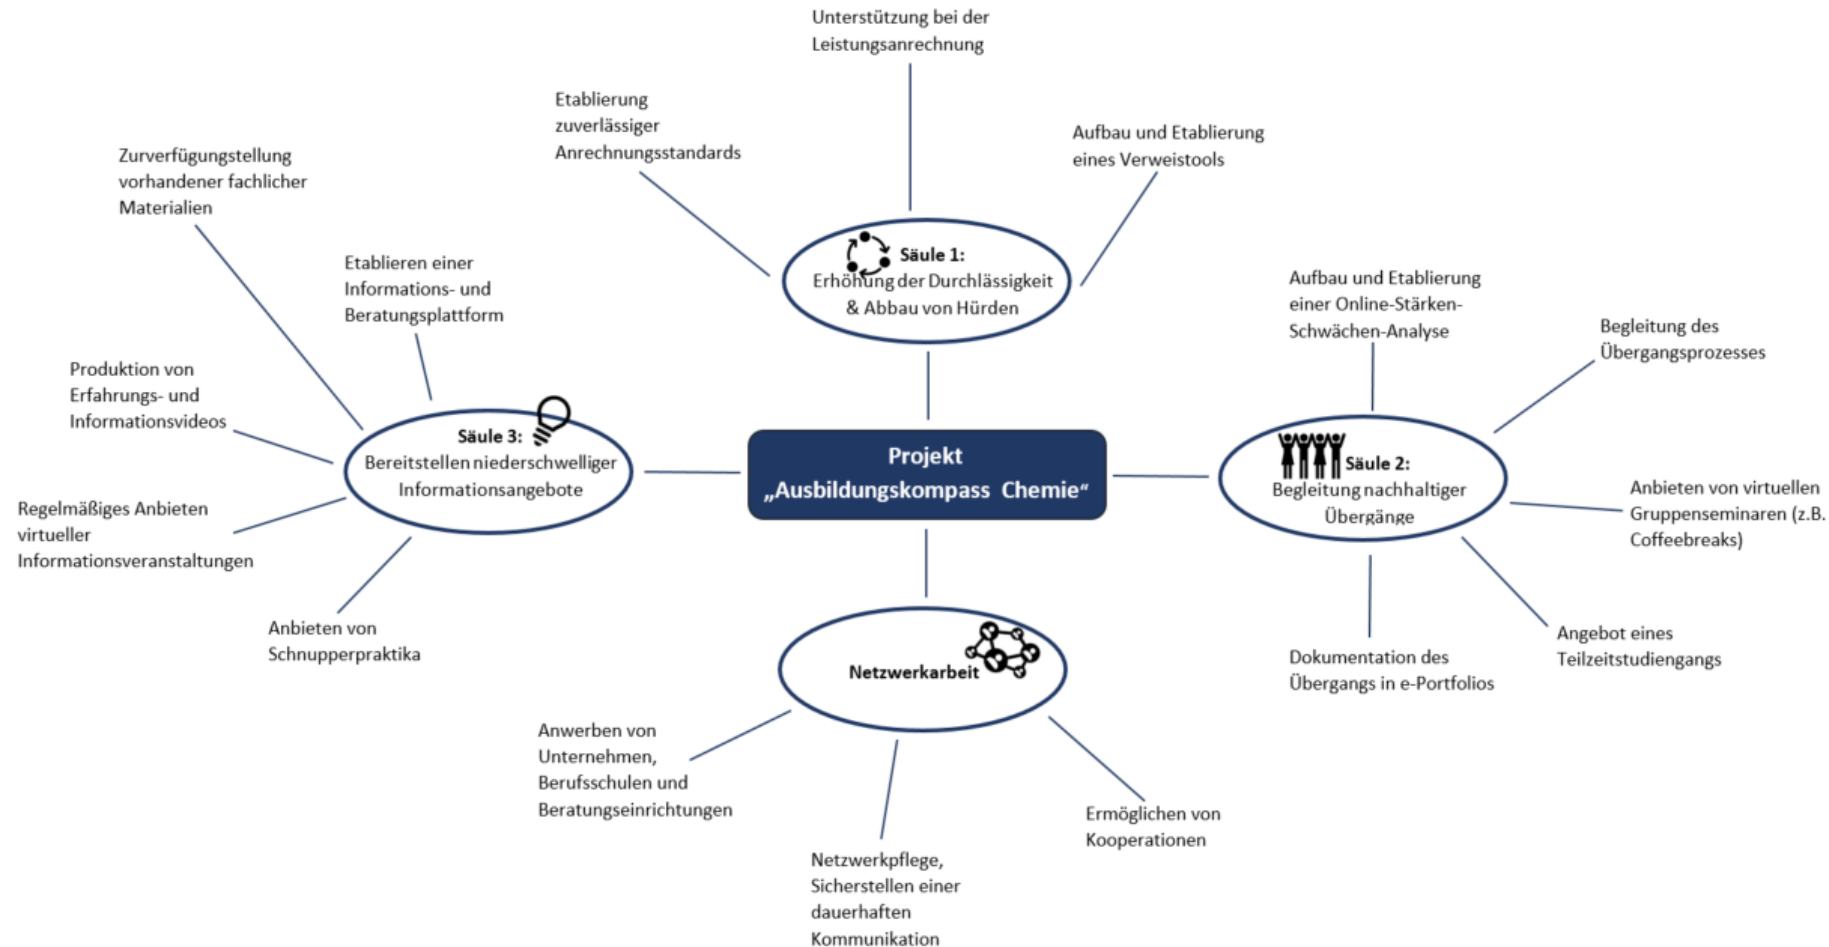 Unterstützung bei der
Leistungsanrechnung
Etablierung
zuverlässiger
Anrechnungsstandards
Aufbau und Etablierung
eines Verweistools
Säule 1:
Erhöhung der Durchlässigkeit
& Abbau von Hürden
Zurverfügungstellung
vorhandener fachlicher
Materialien
Etablieren einer
Informations- und
Beratungsplattform
Produktion von
Erfahrungs- und
Informationsvideos
Regelmäßiges Anbieten
virtueller
Informationsveranstaltungen
Anbieten von
Schnupperpraktika
Säule 3:
Bereitstellen niederschwelliger
Informationsangebote
Projekt
„Ausbildungskompass Chemie“
Aufbau und Etablierung
einer Online-Stärken-
Schwächen-Analyse
Begleitung des
Übergangsprozesses
Säule 2:
Begleitung nachhaltiger
Übergänge
Anbieten von virtuellen
Gruppenseminaren (z.B.
Coffeebreaks)
Angebot eines
Teilzeitstudiengangs
Dokumentation des
Übergangs in e-Portfolios
Netzwerkarbeit
Anwerben von
Unternehmen,
Berufsschulen und
Beratungseinrichtungen
Netzwerkpflege,
Sicherstellen einer
dauerhaften
Kommunikation
Ermöglichen von
Kooperationen